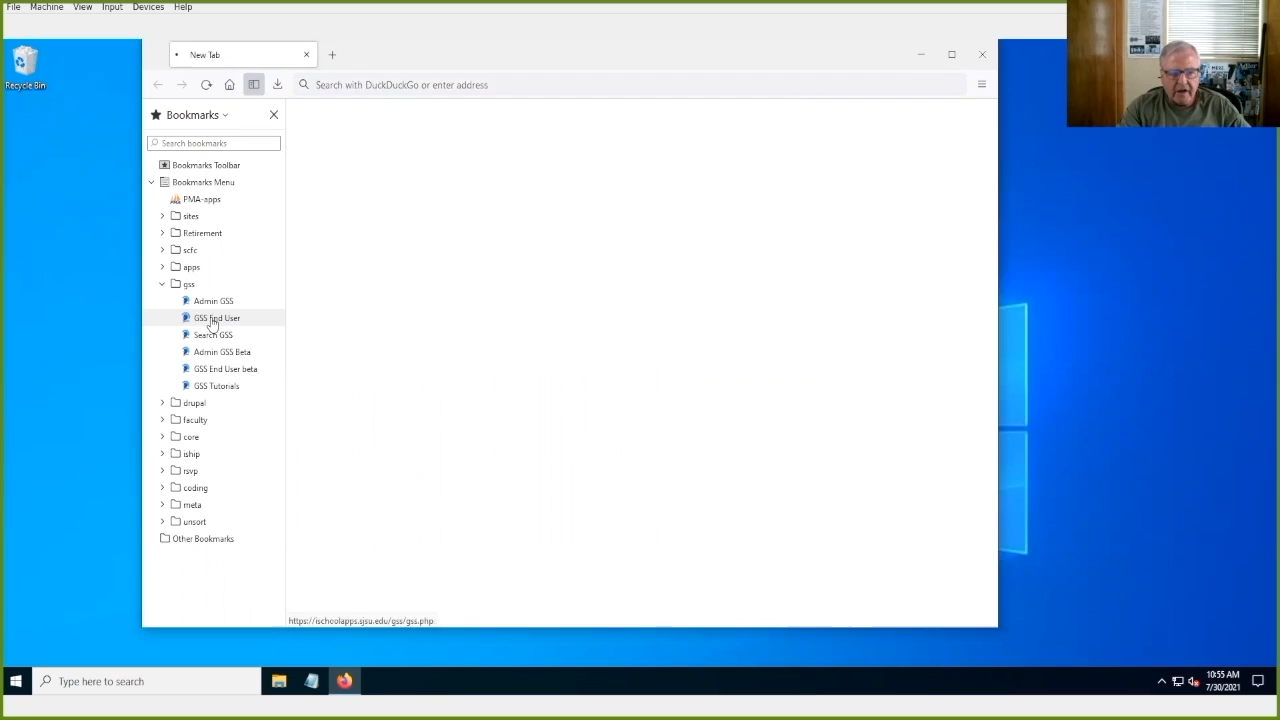 File Machine View Input Devices Help
Recycle Bin
New Tab
Search with DuckDuckGo or enter address
Bookmarks
Search bookmarks
Bookmarks Toolbar
Bookmarks Menu
PMA-apps
sites
Retirement
scfc
apps
gss
Admin GSS
GSS End User
Search GSS
Admin GSS Beta
GSS End User beta
GSS Tutorials
drupal
faculty
core
iship
rsvp
coding
meta
unsort
Other Bookmarks
https://ischoolapps.sjsu.edu/gss/gss.php
Type here to search
10:55 AM
7/30/2021